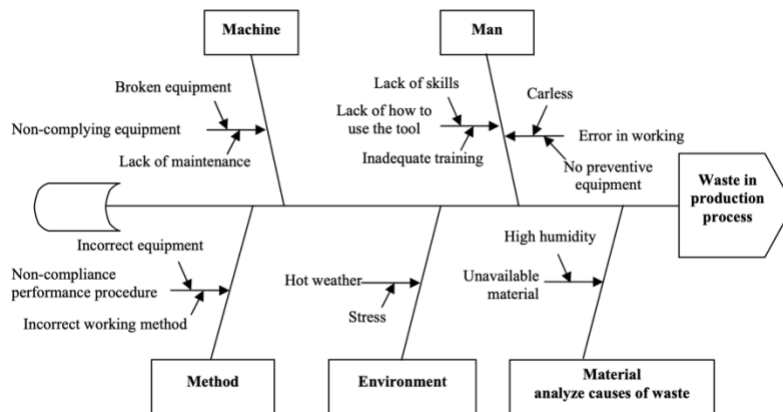 Machine
Man
Broken equipment
Non-complying equipment
Lack of maintenance
Lack of skills
Lack of how to
use the tool
Inadequate training
Carless
Error in working
No preventive
equipment
Waste in
production
process
Incorrect equipment
Non-compliance
performance procedure
Incorrect working method
Hot weather
Stress
High humidity
Unavailable
material
Method
Environment
Material
analyze causes of waste